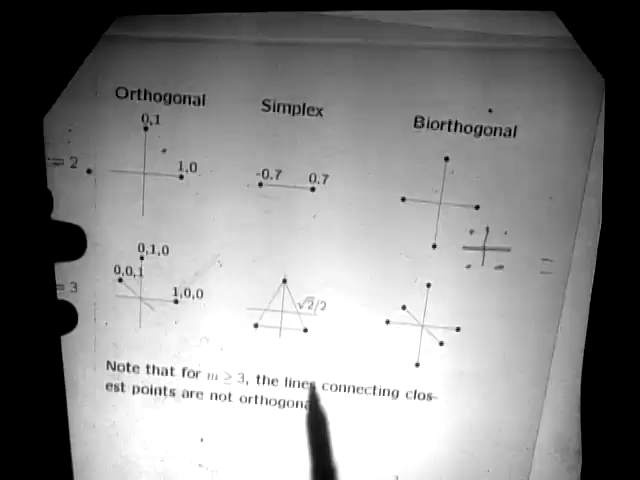 Orthogonal Simplex Biorthogonal
0,1
= 2 1,0 -0.7 0.7
0,1,0
0,0,1
= 3 1,0,0 √2/2
Note that for m ≥ 3, the lines connecting clos-
est points are not orthogonal